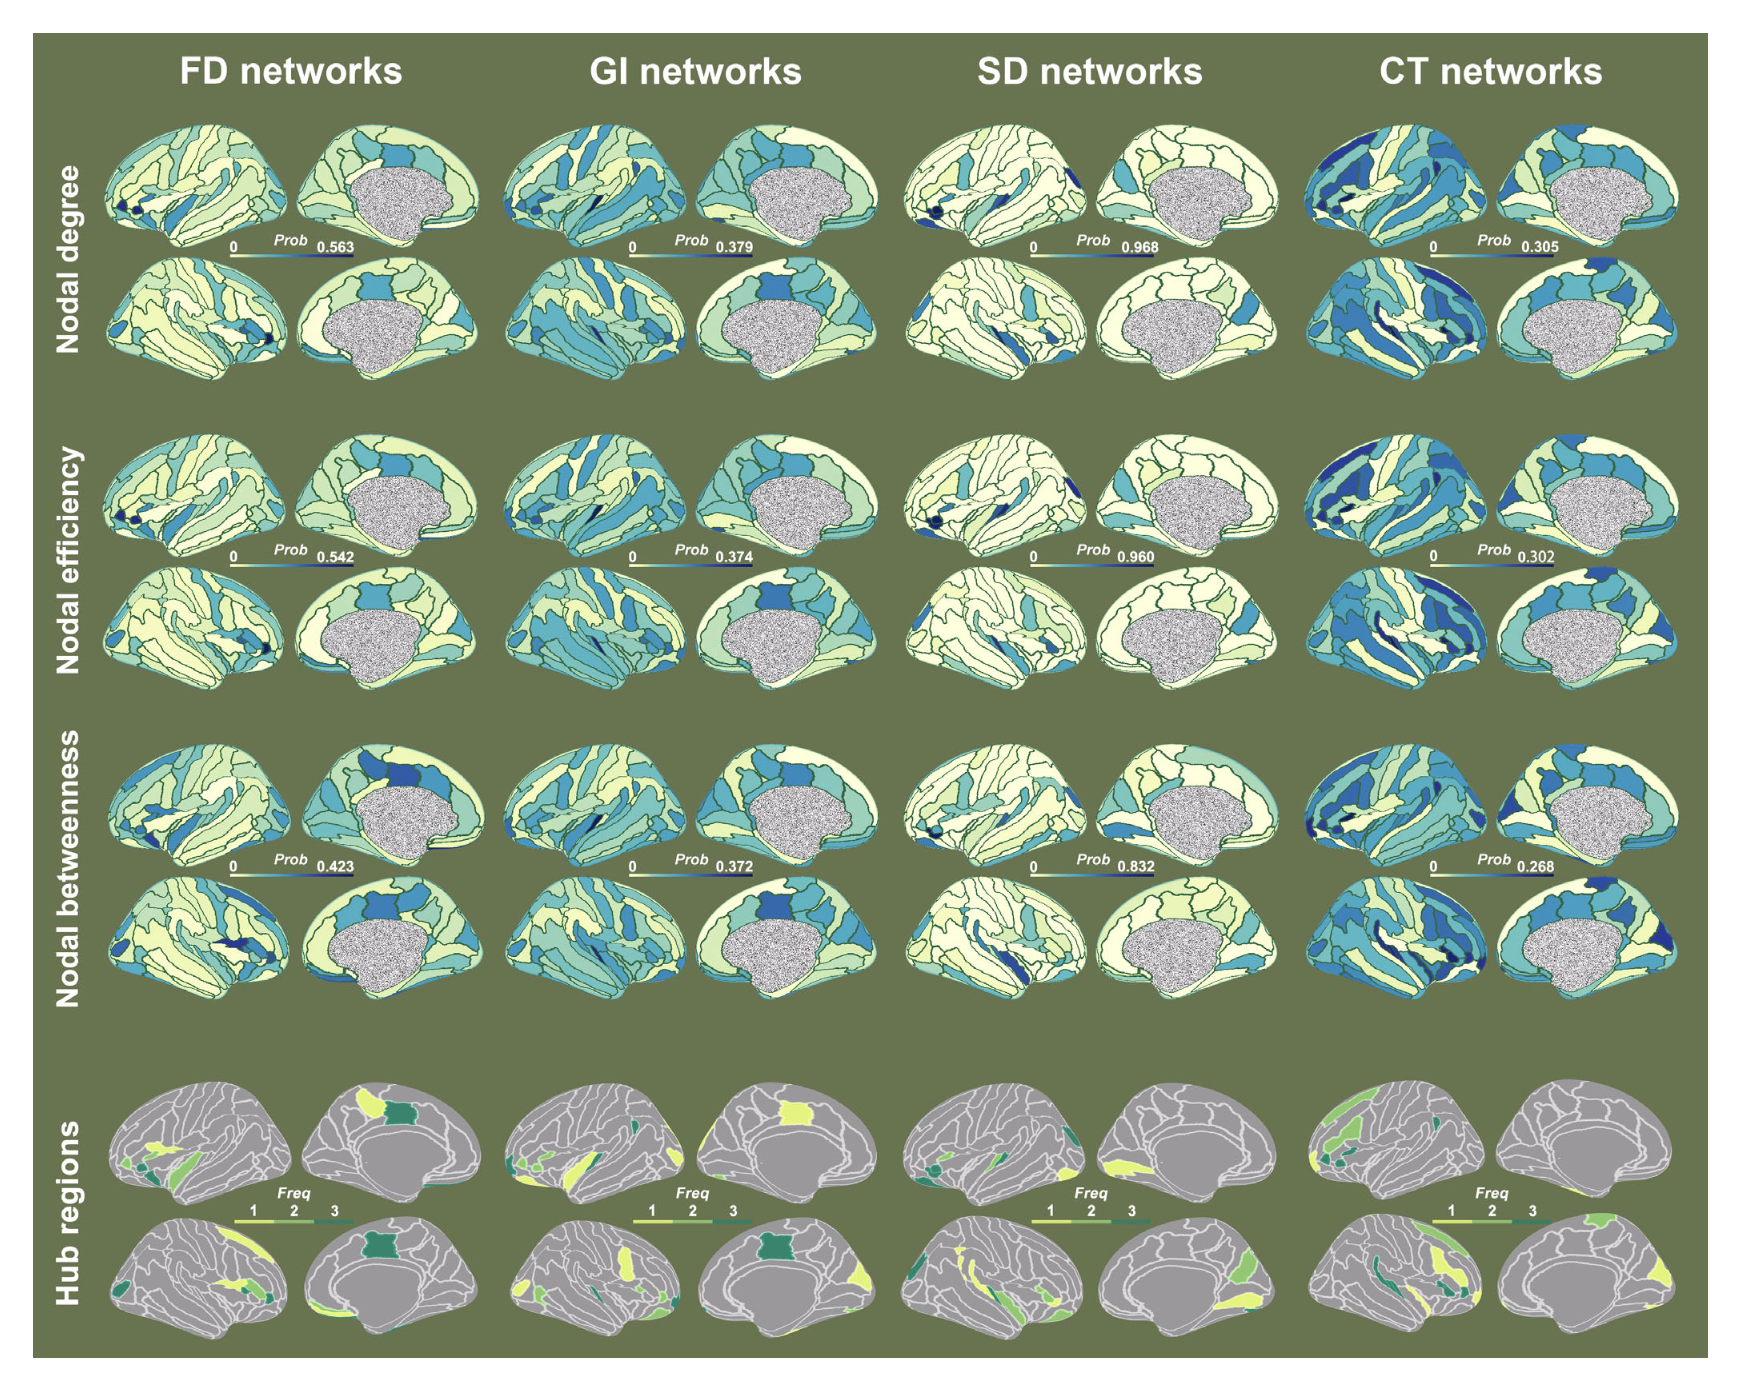 FD networks GI networks SD networks CT networks
Nodal degree
0 Prob 0.563 0 Prob 0.379 0 Prob 0.968 0 Prob 0.305
Nodal efficiency
0 Prob 0.542 0 Prob 0.374 0 Prob 0.960 0 Prob 0.302
Nodal betweenness
0 Prob 0.423 0 Prob 0.372 0 Prob 0.832 0 Prob 0.268
Hub regions
Freq Freq Freq Freq
1 2 3 1 2 3 1 2 3 1 2 3